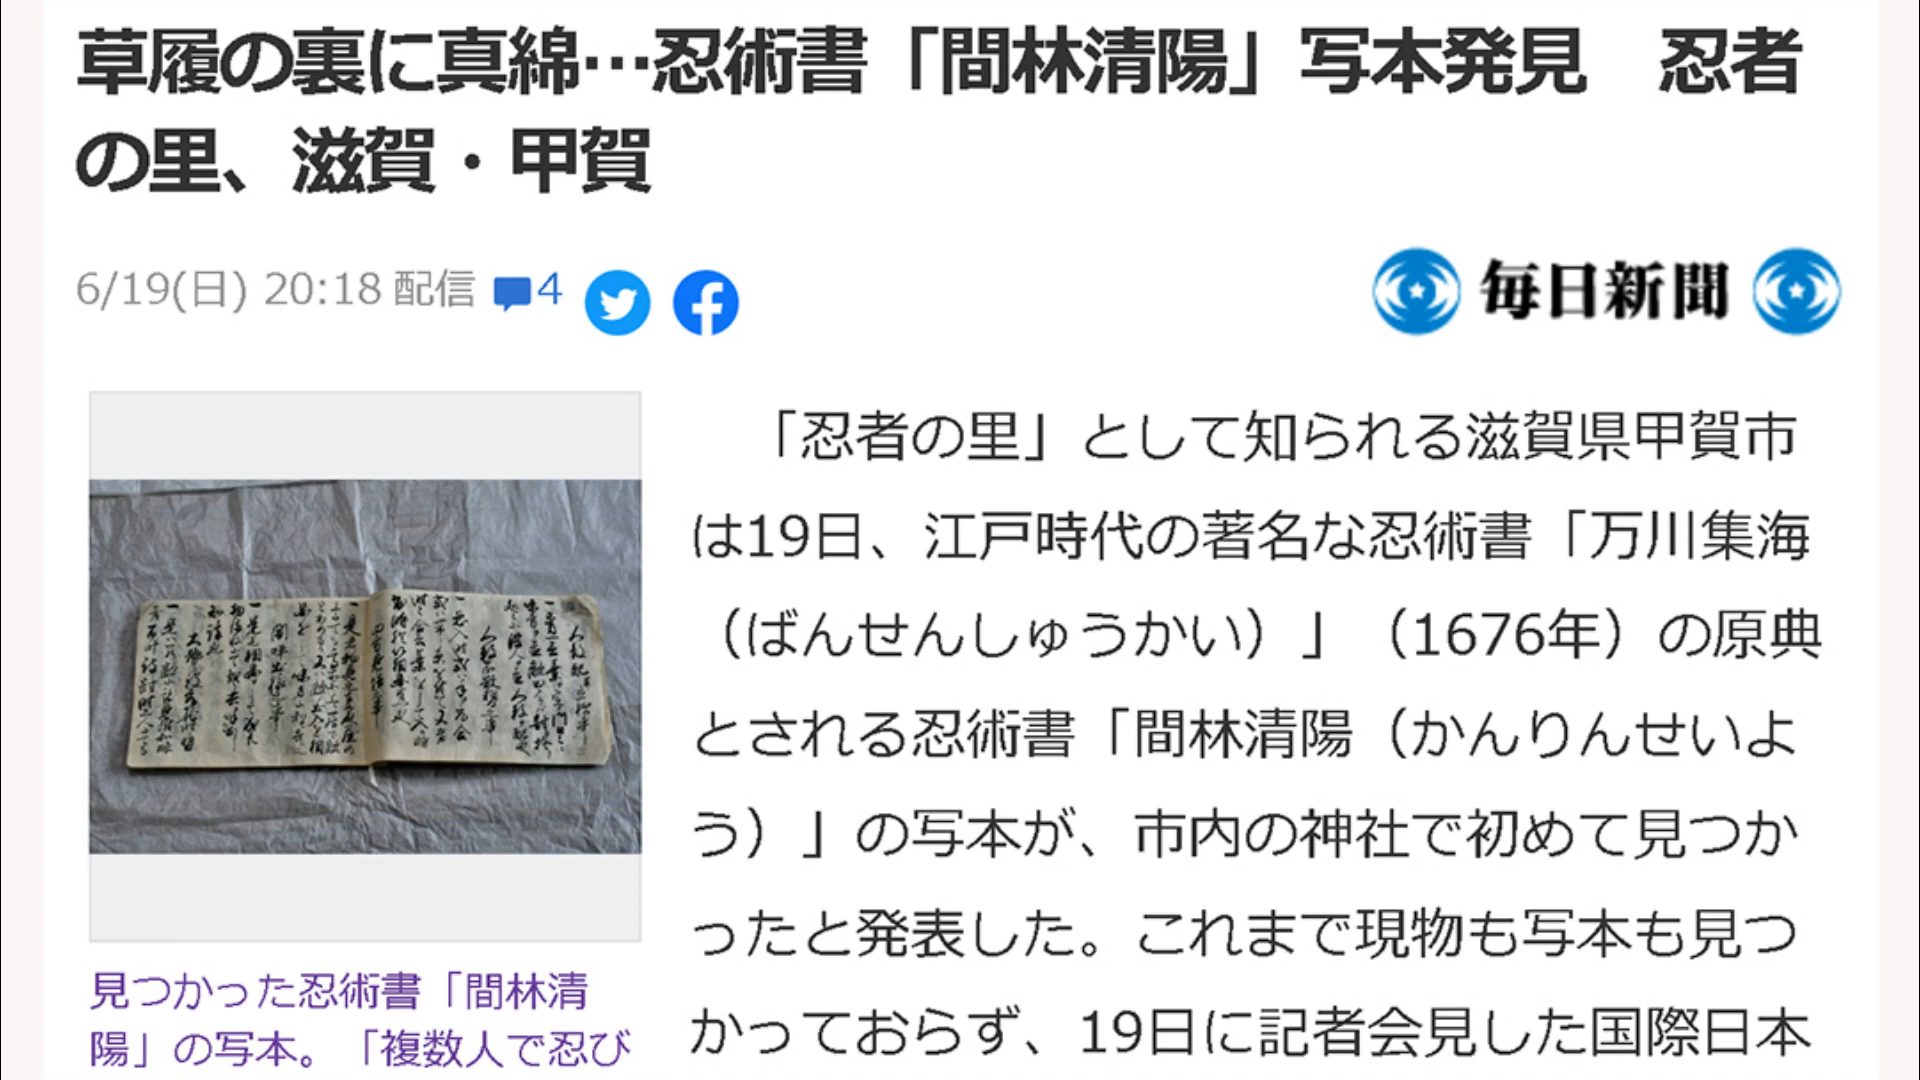 草履の裏に真綿…忍術書「間林清陽」写本発見　忍者
の里、滋賀・甲賀
6/19(日) 20:18 配信 4
毎日新聞
「忍者の里」として知られる滋賀県甲賀市
は19日、江戸時代の著名な忍術書「万川集海
（ばんせんしゅうかい）」（1676年）の原典
とされる忍術書「間林清陽（かんりんせいよ
う）」の写本が、市内の神社で初めて見つか
ったと発表した。これまで現物も写本も見つ
かっておらず、19日に記者会見した国際日本
見つかった忍術書「間林清
陽」の写本。「複数人で忍び